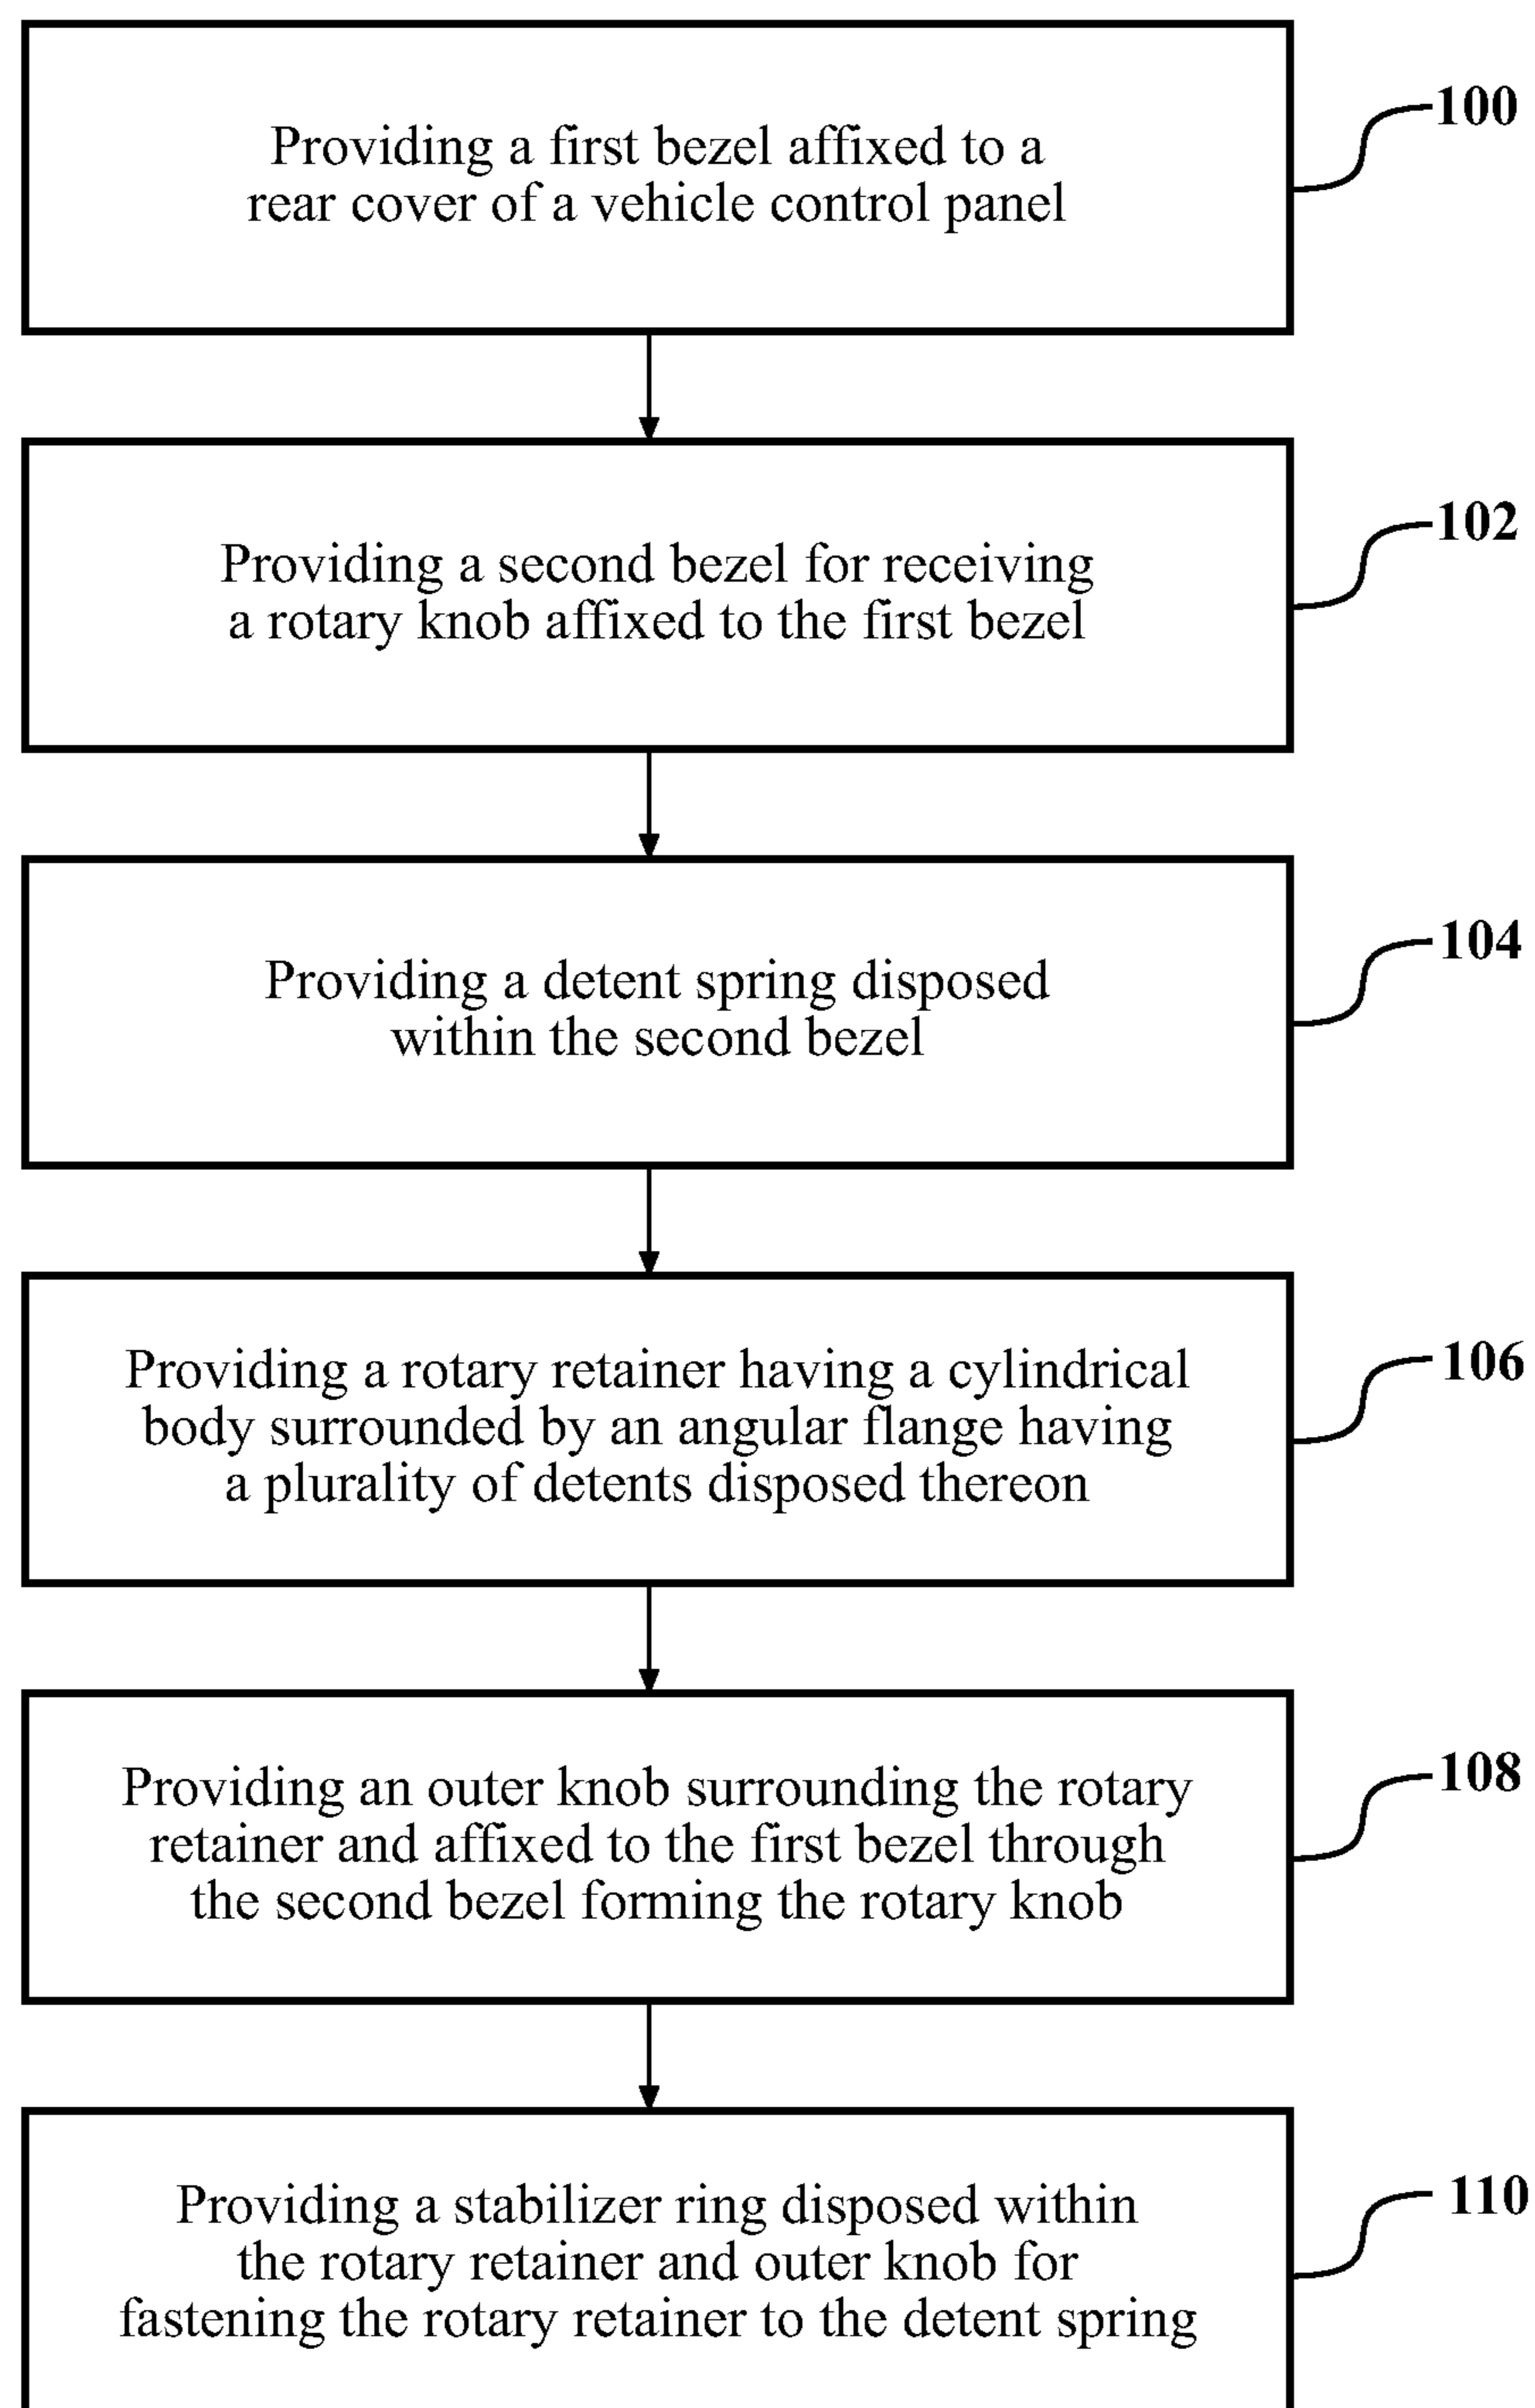 Providing a first bezel affixed to a
rear cover of a vehicle control panel
100
Providing a second bezel for receiving
a rotary knob affixed to the first bezel
102
Providing a detent spring disposed
within the second bezel
104
Providing a rotary retainer having a cylindrical
body surrounded by an angular flange having
a plurality of detents disposed thereon
106
Providing an outer knob surrounding the rotary
retainer and affixed to the first bezel through
the second bezel forming the rotary knob
108
Providing a stabilizer ring disposed within
the rotary retainer and outer knob for
fastening the rotary retainer to the detent spring
110